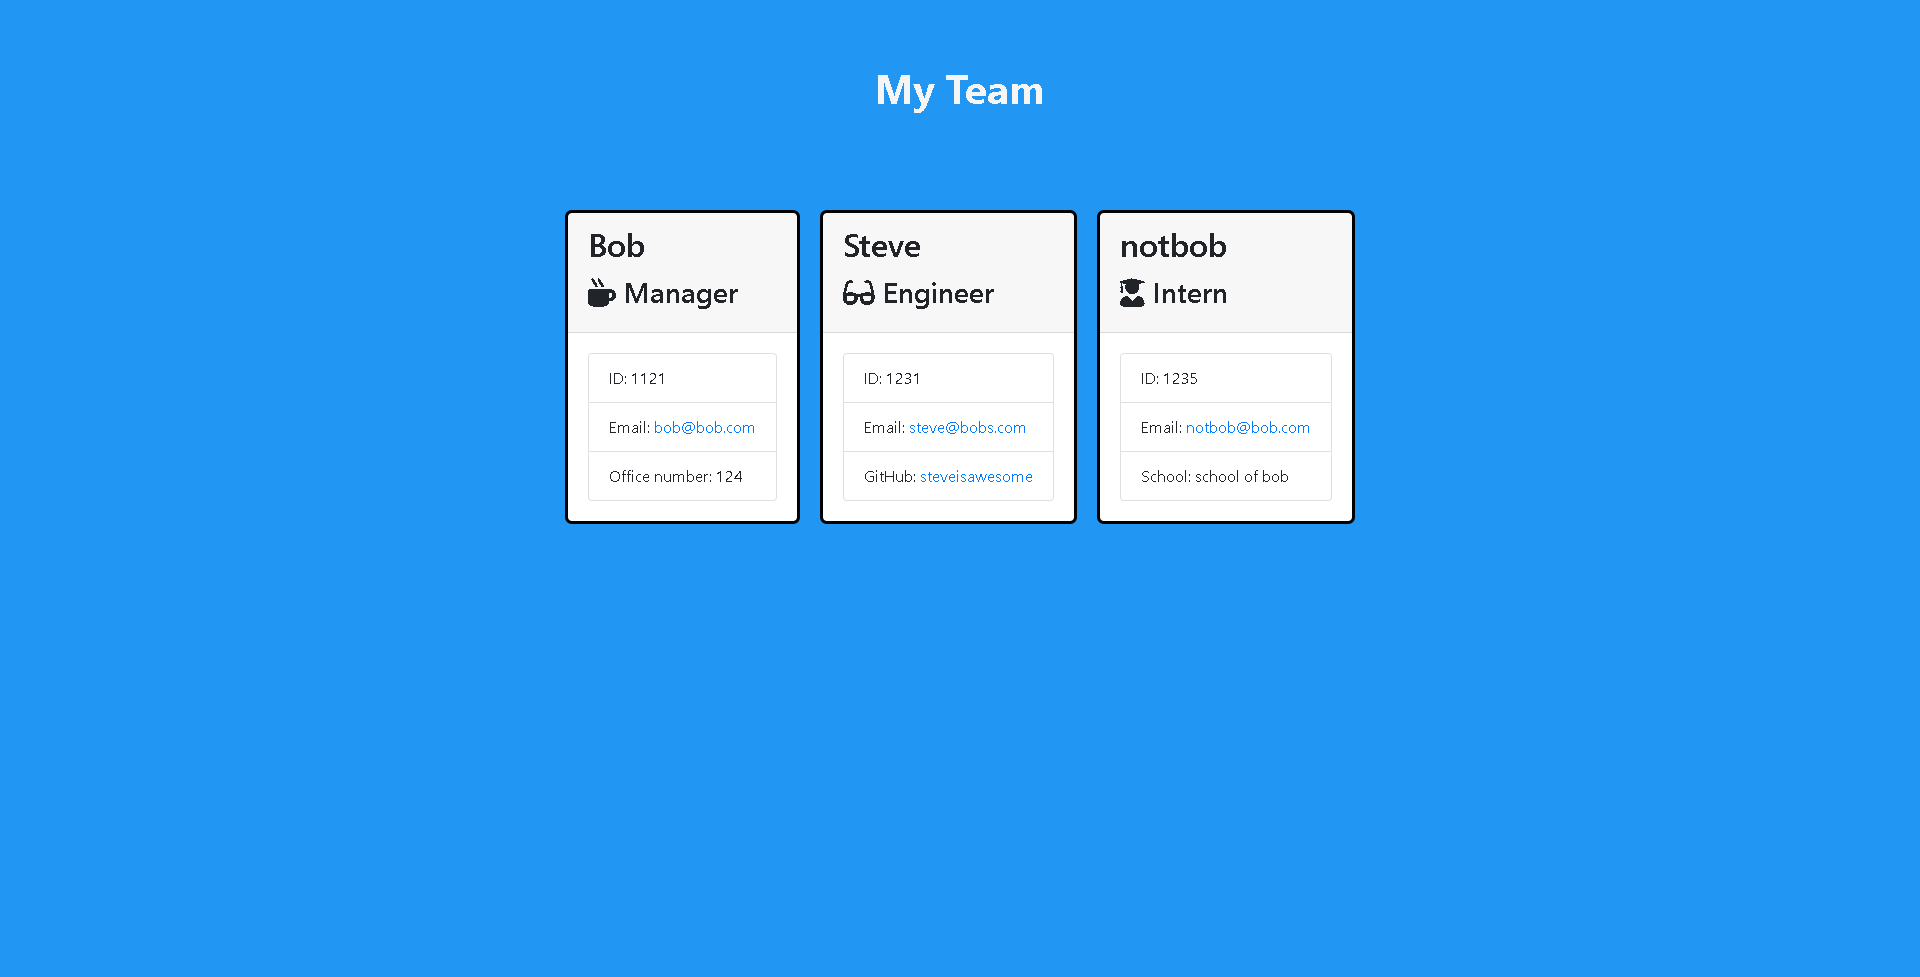 My Team
Bob
Manager
ID: 1121
Email: bob@bob.com
Office number: 124
Steve
Engineer
ID: 1231
Email: steve@bobs.com
GitHub: steveisawesome
notbob
Intern
ID: 1235
Email: notbob@bob.com
School: school of bob